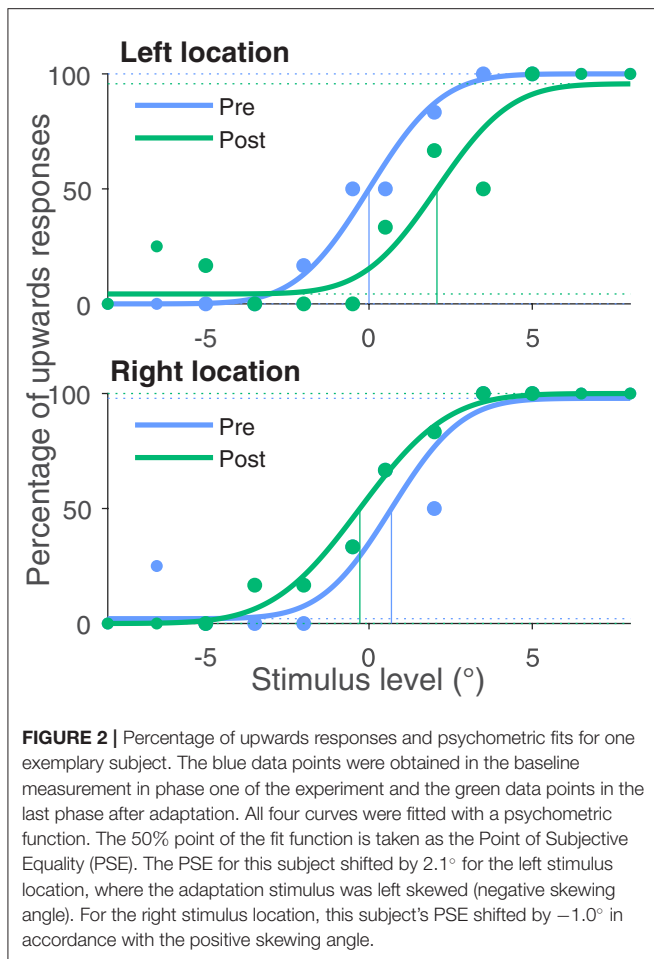 Left location
100
50
0
Pre
Post
-5
0
5
Right location
100
50
0
Pre
Post
-5
0
5
Percentage of upwards responses
Stimulus level (°)
FIGURE 2 | Percentage of upwards responses and psychometric fits for one
exemplary subject. The blue data points were obtained in the baseline
measurement in phase one of the experiment and the green data points in the
last phase after adaptation. All four curves were fitted with a psychometric
function. The 50% point of the fit function is taken as the Point of Subjective
Equality (PSE). The PSE for this subject shifted by 2.1° for the left stimulus
location, where the adaptation stimulus was left skewed (negative skewing
angle). For the right stimulus location, this subject's PSE shifted by −1.0° in
accordance with the positive skewing angle.